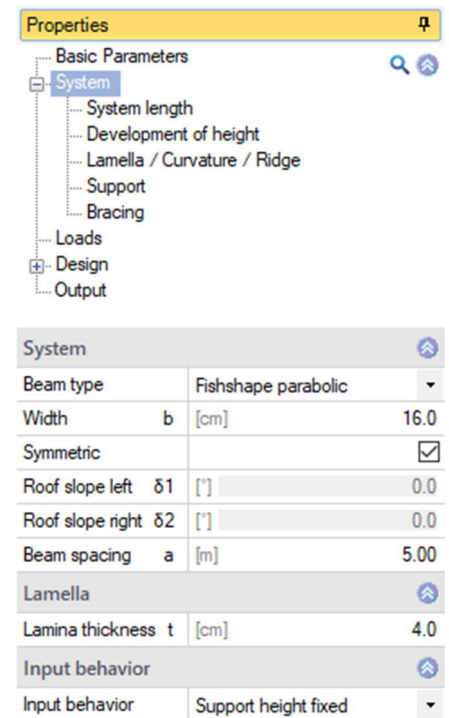 Properties
Basic Parameters
System
System length
Development of height
Lamella / Curvature / Ridge
Support
Bracing
Loads
Design
Output
System
Beam type Fishshape parabolic
Width b [cm] 16.0
Symmetric
Roof slope left δ1 [°] 0.0
Roof slope right δ2 [°] 0.0
Beam spacing a [m] 5.00
Lamella
Lamina thickness t [cm] 4.0
Input behavior
Input behavior Support height fixed